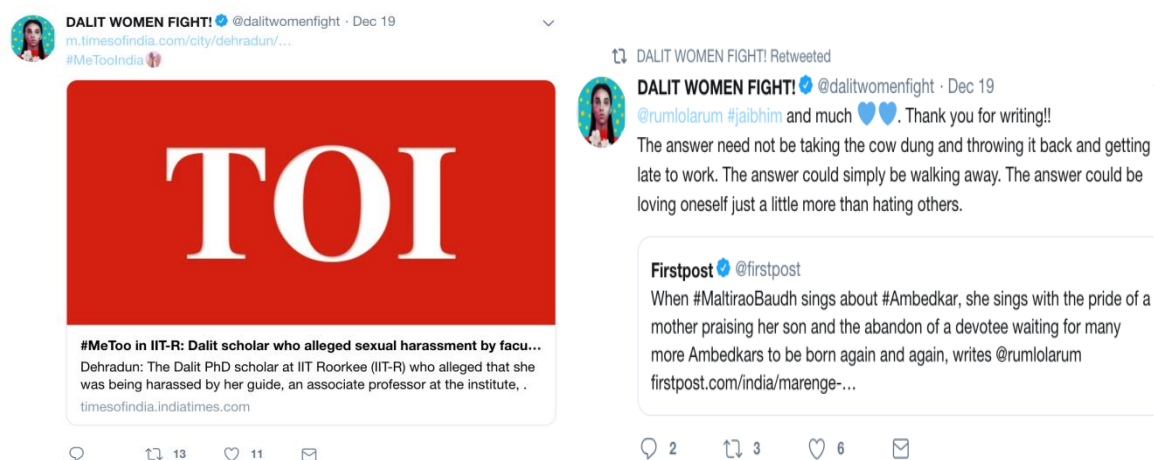 DALIT WOMEN FIGHT! @dalitwomenfight · Dec 19
m.timesofindia.com/city/dehradun/…
#MeTooIndia
TOI
#MeToo in IIT-R: Dalit scholar who alleged sexual harassment by facu...
Dehradun: The Dalit PhD scholar at IIT Roorkee (IIT-R) who alleged that she
was being harassed by her guide, an associate professor at the institute, .
timesofindia.indiatimes.com
13 11
DALIT WOMEN FIGHT! Retweeted
DALIT WOMEN FIGHT! @dalitwomenfight · Dec 19
@rumlolarum #jaibhim and much 💙💙. Thank you for writing!!
The answer need not be taking the cow dung and throwing it back and getting
late to work. The answer could simply be walking away. The answer could be
loving oneself just a little more than hating others.
Firstpost @firstpost
When #MaltiraoBaudh sings about #Ambedkar, she sings with the pride of a
mother praising her son and the abandon of a devotee waiting for many
more Ambedkars to be born again and again, writes @rumlolarum
firstpost.com/india/marenge-…
2 3 6